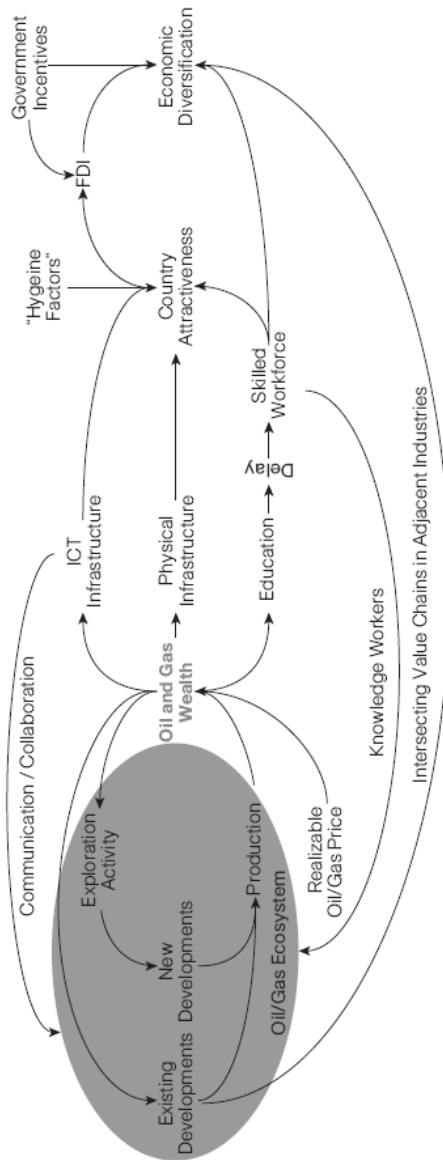 Communication / Collaboration
ICT
Infrastructure
"Hygeine
Factors"
Government
Incentives
FDI
Exploration
Activity
Oil and Gas
Wealth
Physical
Infrastructure
Country
Attractiveness
Economic
Diversification
Existing
Developments
New
Developments
Production
Education
Delay
Skilled
Workforce
Oil/Gas Ecosystem
Realizable
Oil/Gas Price
Knowledge Workers
Intersecting Value Chains in Adjacent Industries